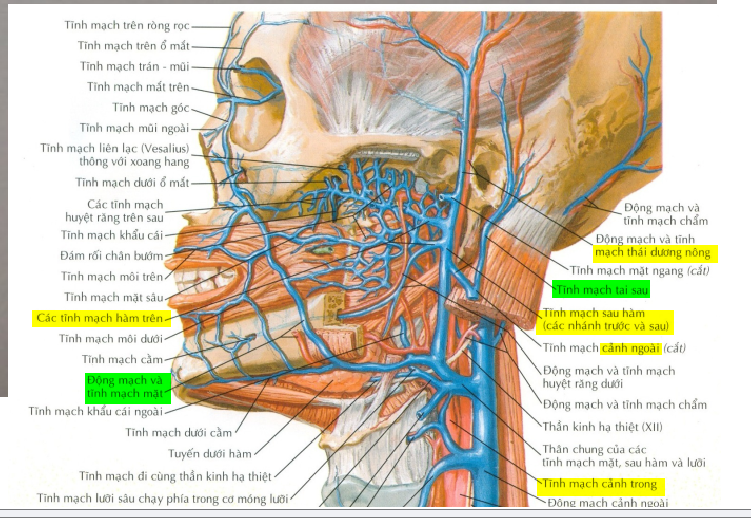 Tĩnh mạch trên ròng rọc
Tĩnh mạch trên ổ mắt
Tĩnh mạch trán - mũi
Tĩnh mạch mắt trên
Tĩnh mạch góc
Tĩnh mạch mũi ngoài
Tĩnh mạch liên lạc (Vesalius)
thông với xoang hang
Tĩnh mạch dưới ổ mắt
Các tĩnh mạch
huyệt răng trên sau
Tĩnh mạch khẩu cái
Đám rối chân bướm
Tĩnh mạch môi trên
Tĩnh mạch mặt sâu
Các tĩnh mạch hàm trên
Tĩnh mạch môi dưới
Tĩnh mạch cằm
Động mạch và
tĩnh mạch mặt
Tĩnh mạch khẩu cái ngoài
Tĩnh mạch dưới cằm
Tuyến dưới hàm
Tĩnh mạch đi cùng thần kinh hạ thiệt
Tĩnh mạch lưỡi sâu chạy phía trong cơ móng lưỡi
Động mạch và
tĩnh mạch chẩm
Động mạch và tĩnh
mạch thái dương nông
Tĩnh mạch mặt ngang (cắt)
Tĩnh mạch tai sau
Tĩnh mạch sau hàm
(các nhánh trước và sau)
Tĩnh mạch cảnh ngoài (cắt)
Động mạch và tĩnh mạch
huyệt răng dưới
Động mạch và tĩnh mạch chẩm
Thần kinh hạ thiệt (XII)
Thân chung của các
tĩnh mạch mặt, sau hàm và lưỡi
Tĩnh mạch cảnh trong
Động mạch cảnh ngoài